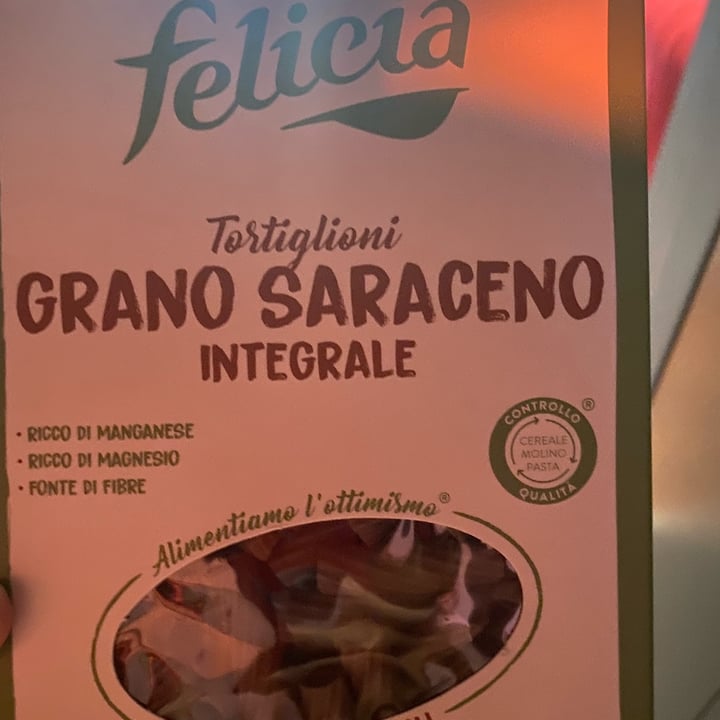 felicia
Tortiglioni
GRANO SARACENO
INTEGRALE
• RICCO DI MANGANESE
• RICCO DI MAGNESIO
• FONTE DI FIBRE
CONTROLLO ®
CEREALE
MOLINO
PASTA
QUALITÀ
Alimentiamo l'ottimismo®